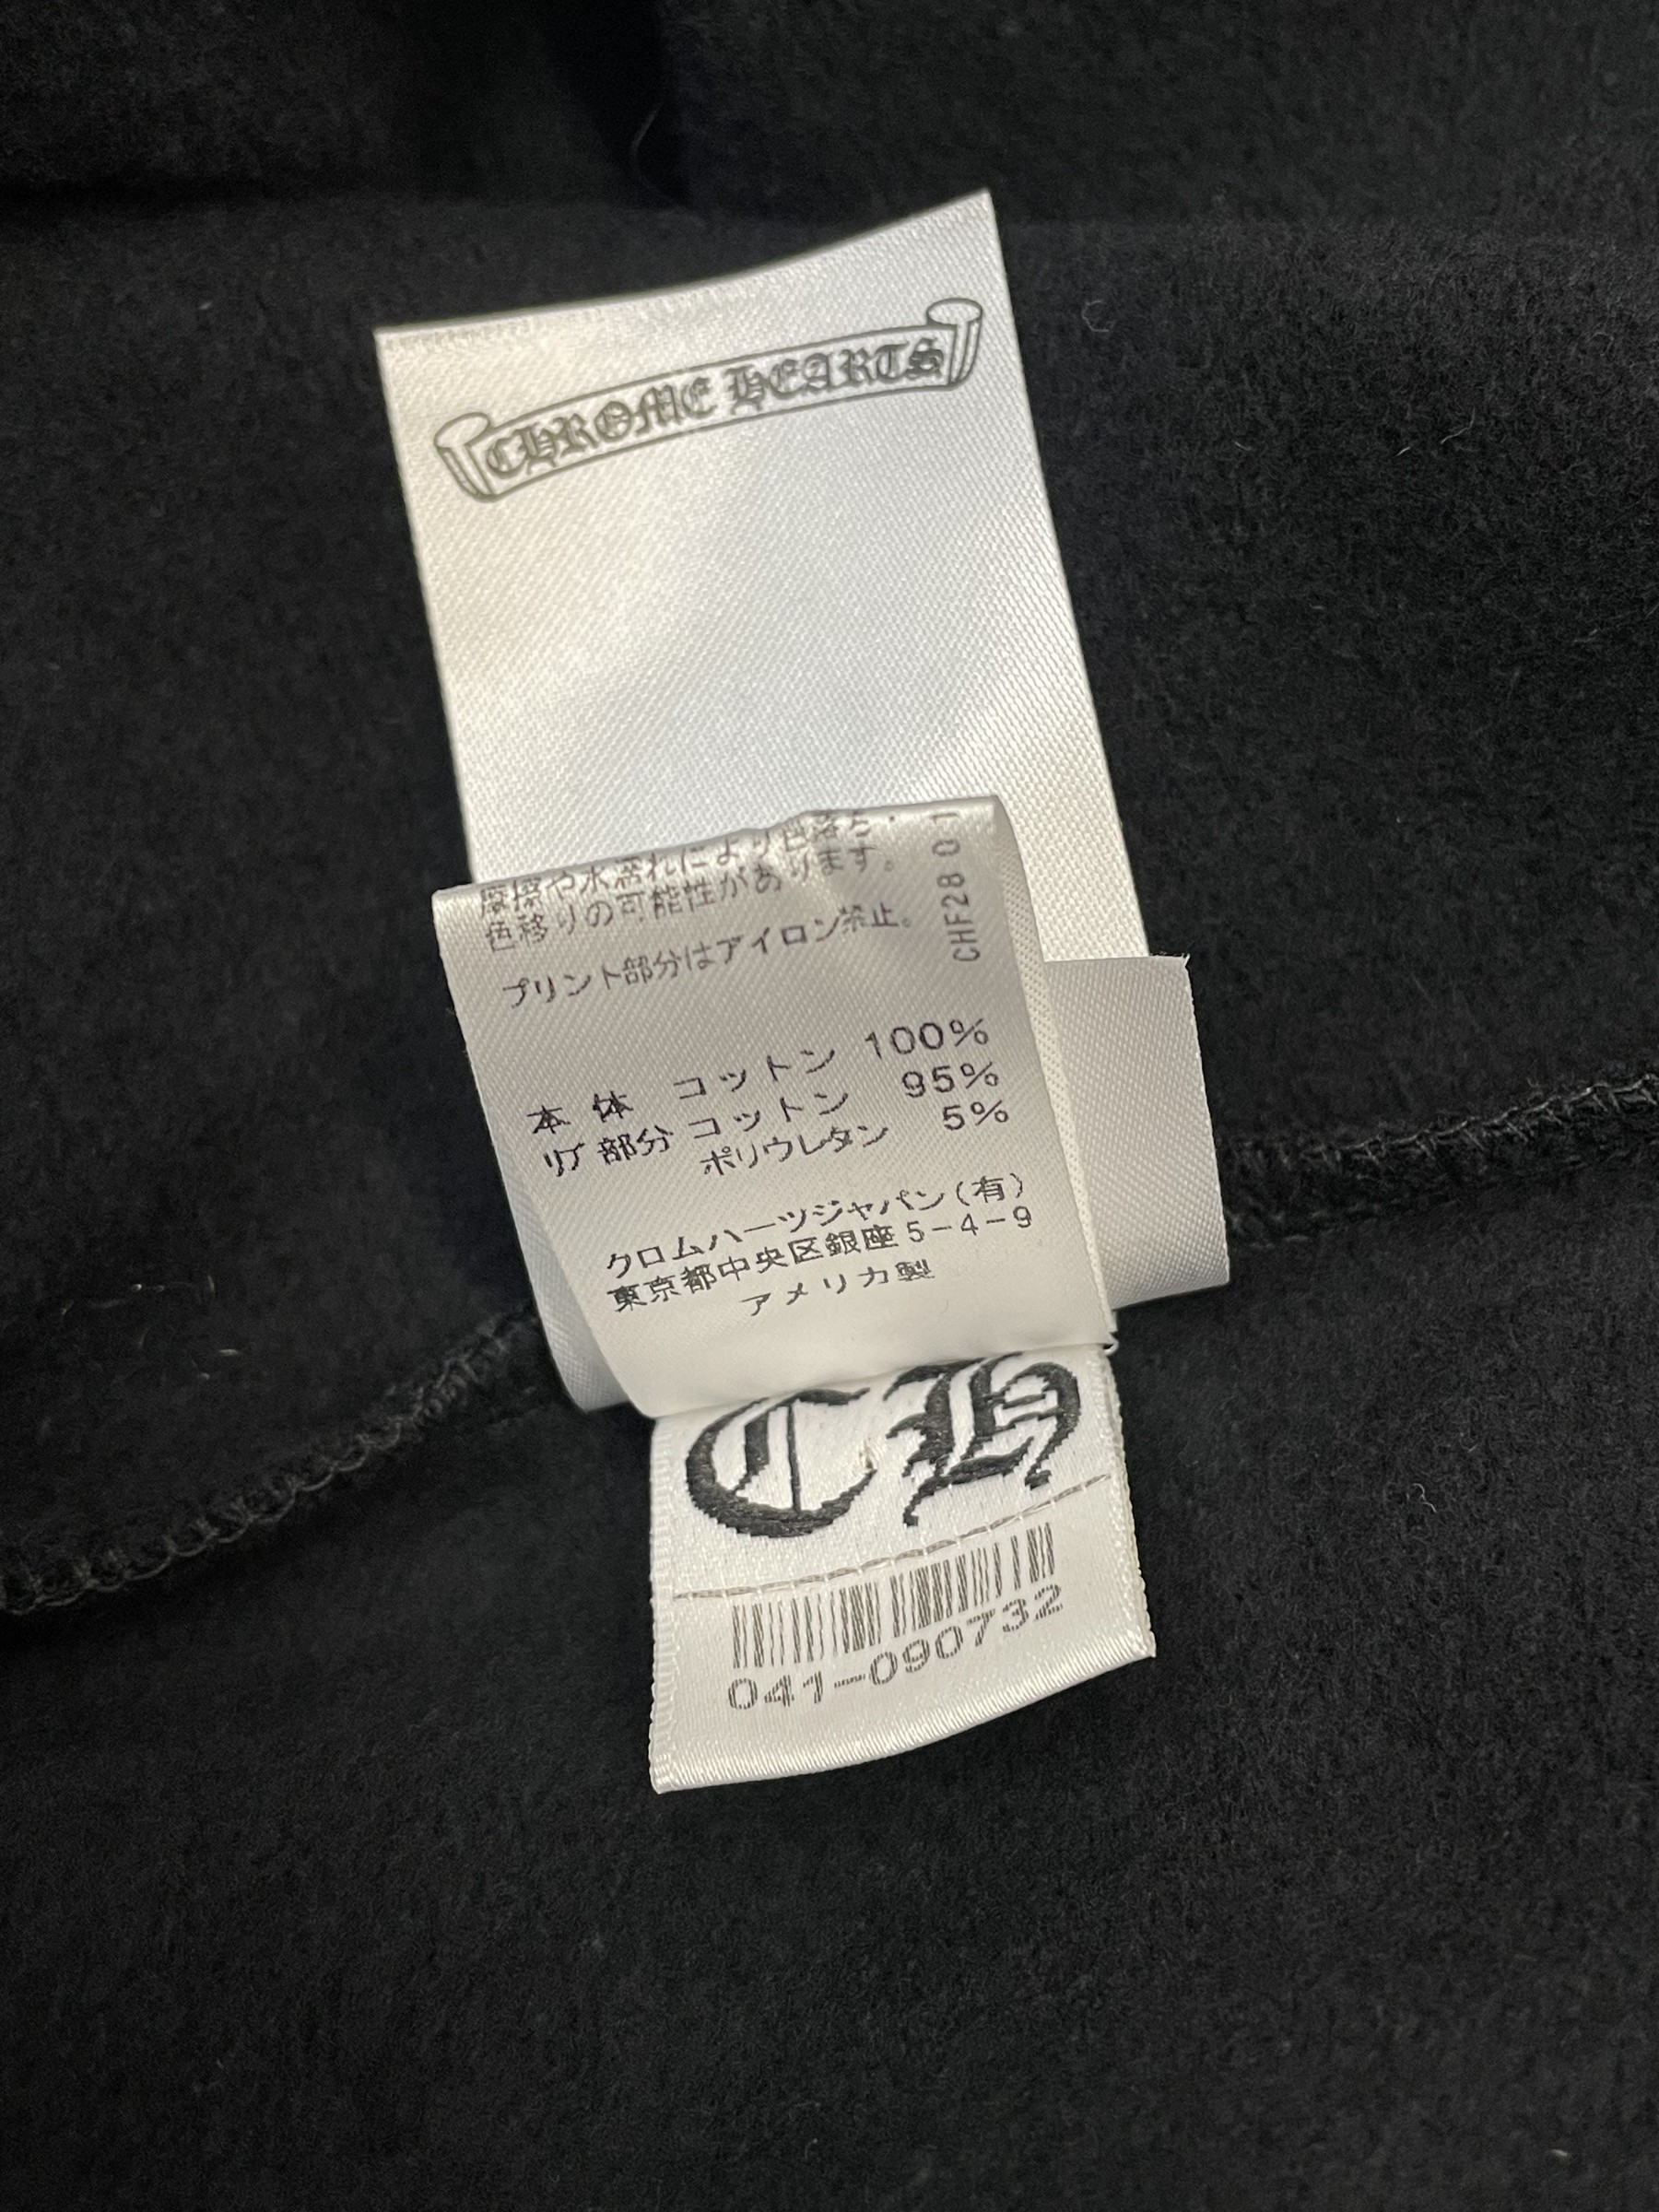 CHROME HEARTS
摩擦や水濡れにより色落ち・
色移りの可能性があります。
プリント部分はアイロン禁止。
CHF28 01
本体 コットン 100%
リブ部分 コットン 95%
ポリウレタン 5%
クロムハーツジャパン(有)
東京都中央区銀座5-4-9
アメリカ製
CH
041-090732